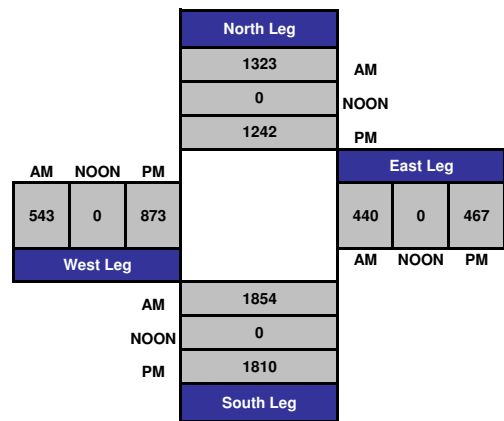 North Leg
1323 AM
0 NOON
1242 PM
AM NOON PM East Leg
543 0 873 440 0 467
West Leg AM NOON PM
AM 1854
NOON 0
PM 1810
South Leg